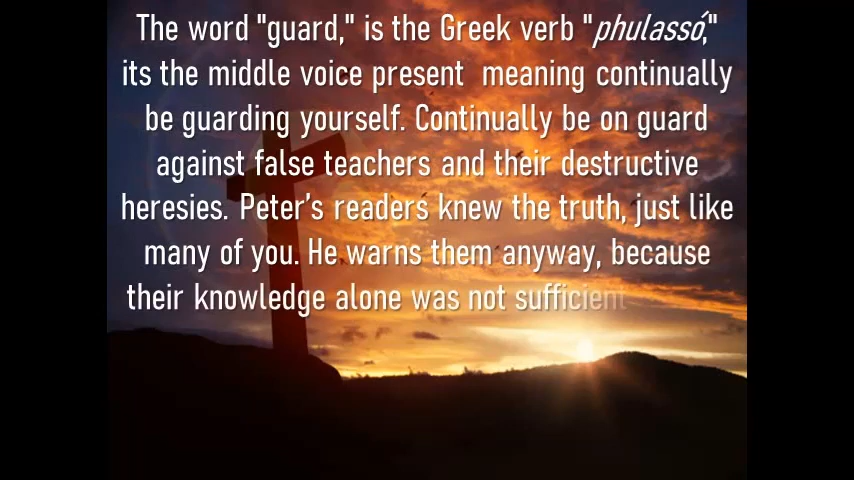 The word "guard," is the Greek verb "phulassó,"
its the middle voice present meaning continually
be guarding yourself. Continually be on guard
against false teachers and their destructive
heresies. Peter’s readers knew the truth, just like
many of you. He warns them anyway, because
their knowledge alone was not sufficient